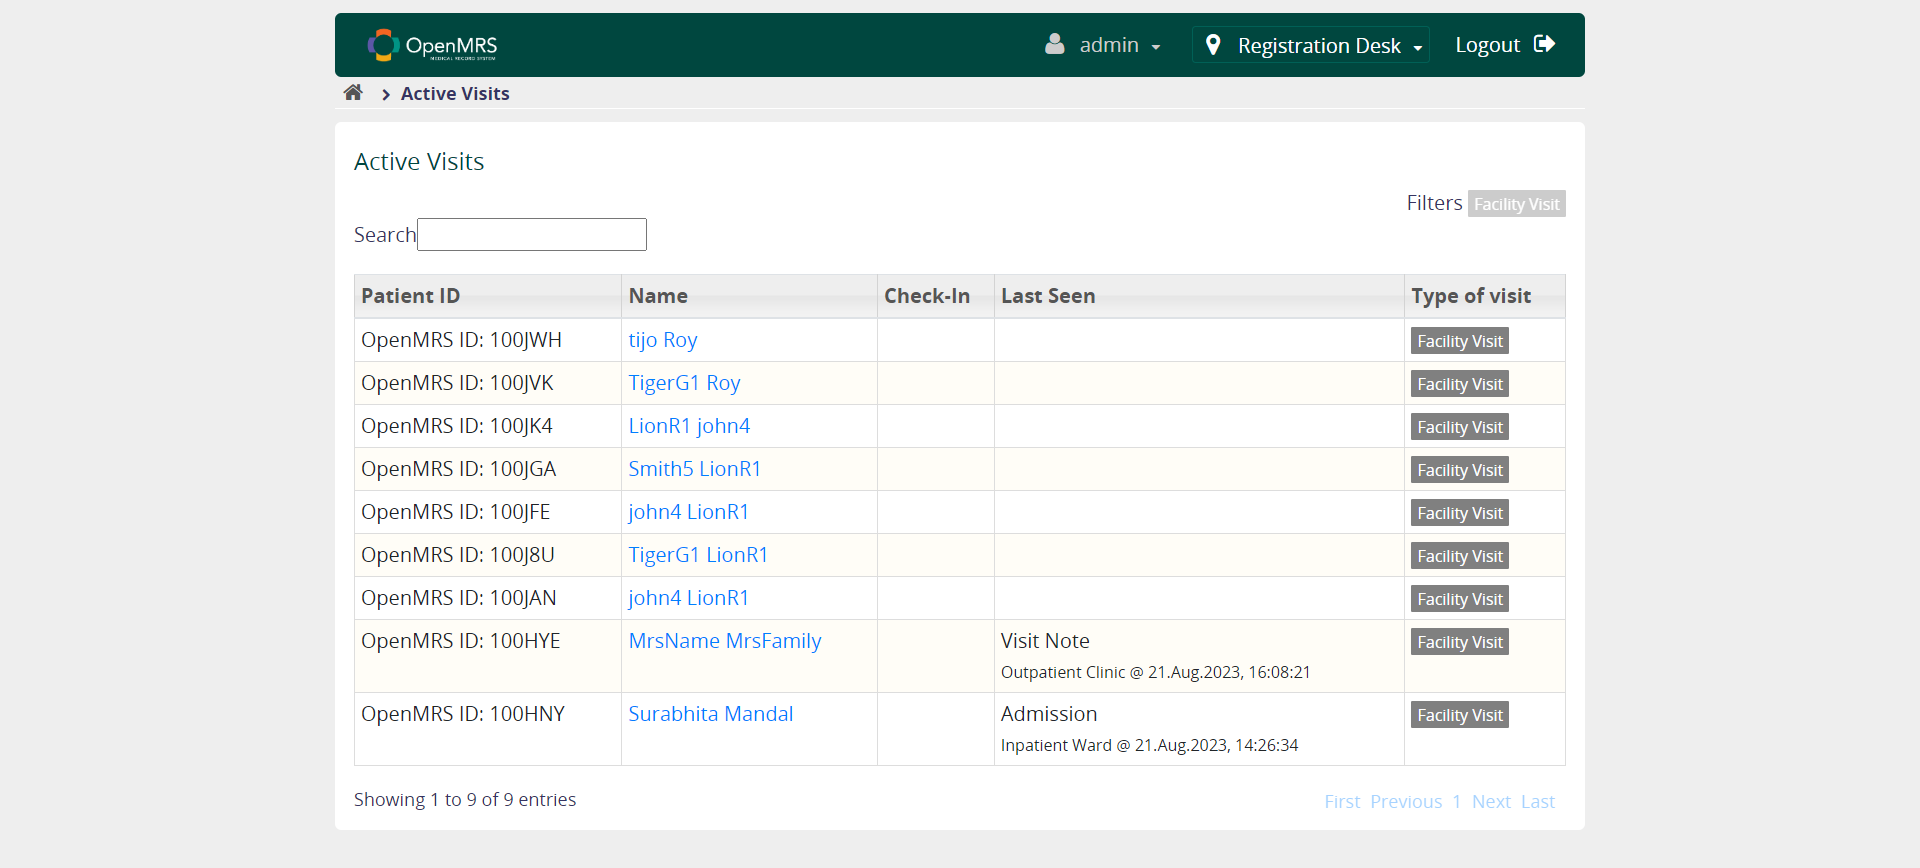 OpenMRS
MEDICAL RECORD SYSTEM
admin
Registration Desk
Logout
Active Visits
Active Visits
Filters Facility Visit
Search
Patient ID Name Check-In Last Seen Type of visit
OpenMRS ID: 100JWH tijo Roy Facility Visit
OpenMRS ID: 100JVK TigerG1 Roy Facility Visit
OpenMRS ID: 100JK4 LionR1 john4 Facility Visit
OpenMRS ID: 100JGA Smith5 LionR1 Facility Visit
OpenMRS ID: 100JFE john4 LionR1 Facility Visit
OpenMRS ID: 100J8U TigerG1 LionR1 Facility Visit
OpenMRS ID: 100JAN john4 LionR1 Facility Visit
OpenMRS ID: 100HYE MrsName MrsFamily Visit Note Facility Visit
Outpatient Clinic @ 21.Aug.2023, 16:08:21
OpenMRS ID: 100HNY Surabhita Mandal Admission Facility Visit
Inpatient Ward @ 21.Aug.2023, 14:26:34
Showing 1 to 9 of 9 entries
First Previous 1 Next Last